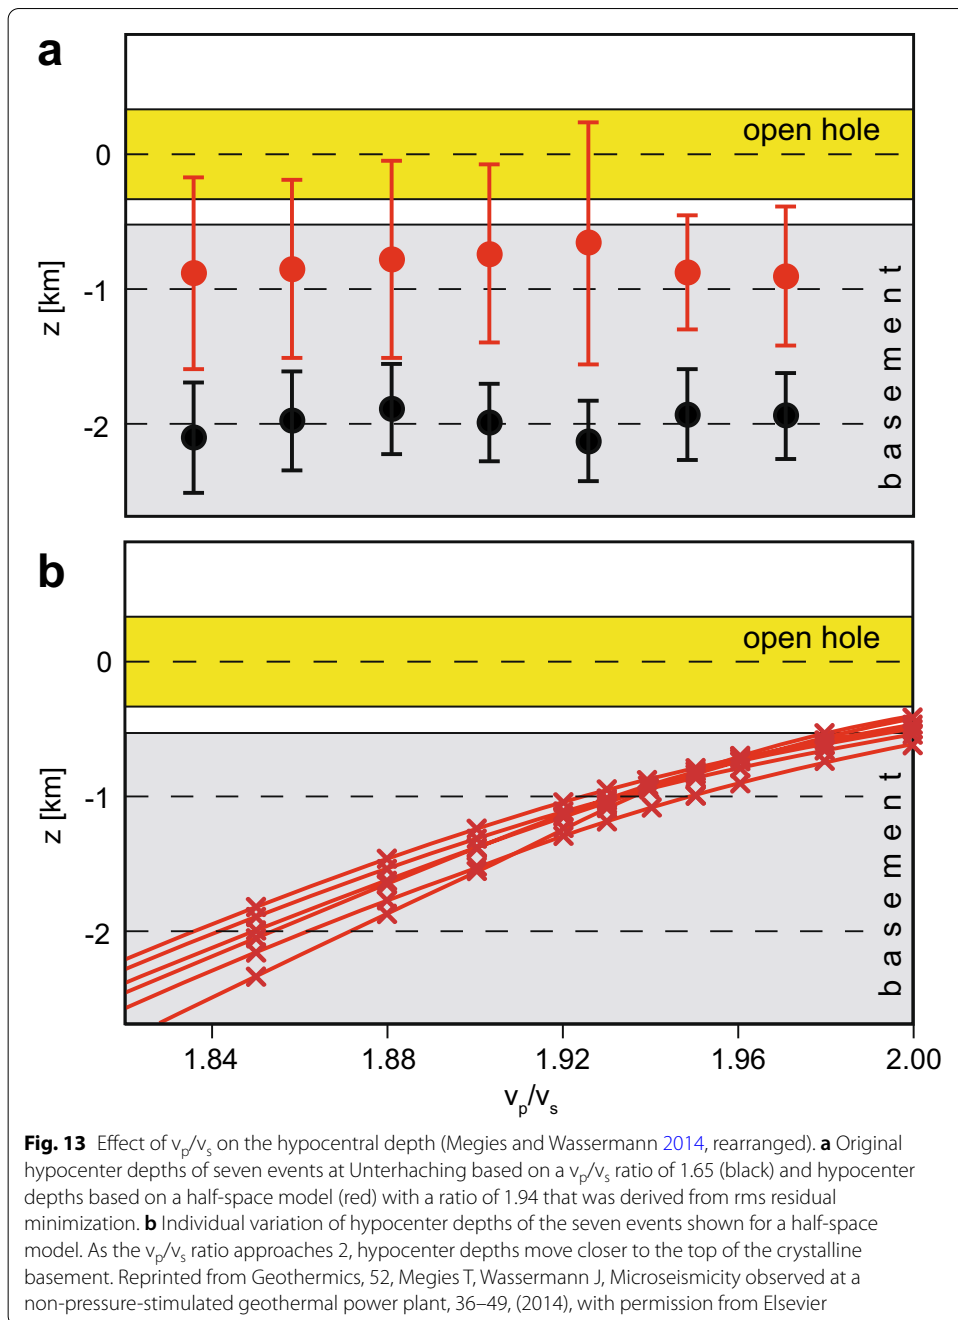 a
open hole
0
-1
-2
z [km]
basement
b
open hole
0
-1
-2
z [km]
basement
1.84 1.88 1.92 1.96 2.00
vp/vs
Fig. 13 Effect of vp/vs on the hypocentral depth (Megies and Wassermann 2014, rearranged). a Original
hypocenter depths of seven events at Unterhaching based on a vp/vs ratio of 1.65 (black) and hypocenter
depths based on a half-space model (red) with a ratio of 1.94 that was derived from rms residual
minimization. b Individual variation of hypocenter depths of the seven events shown for a half-space
model. As the vp/vs ratio approaches 2, hypocenter depths move closer to the top of the crystalline
basement. Reprinted from Geothermics, 52, Megies T, Wassermann J, Microseismicity observed at a
non-pressure-stimulated geothermal power plant, 36–49, (2014), with permission from Elsevier